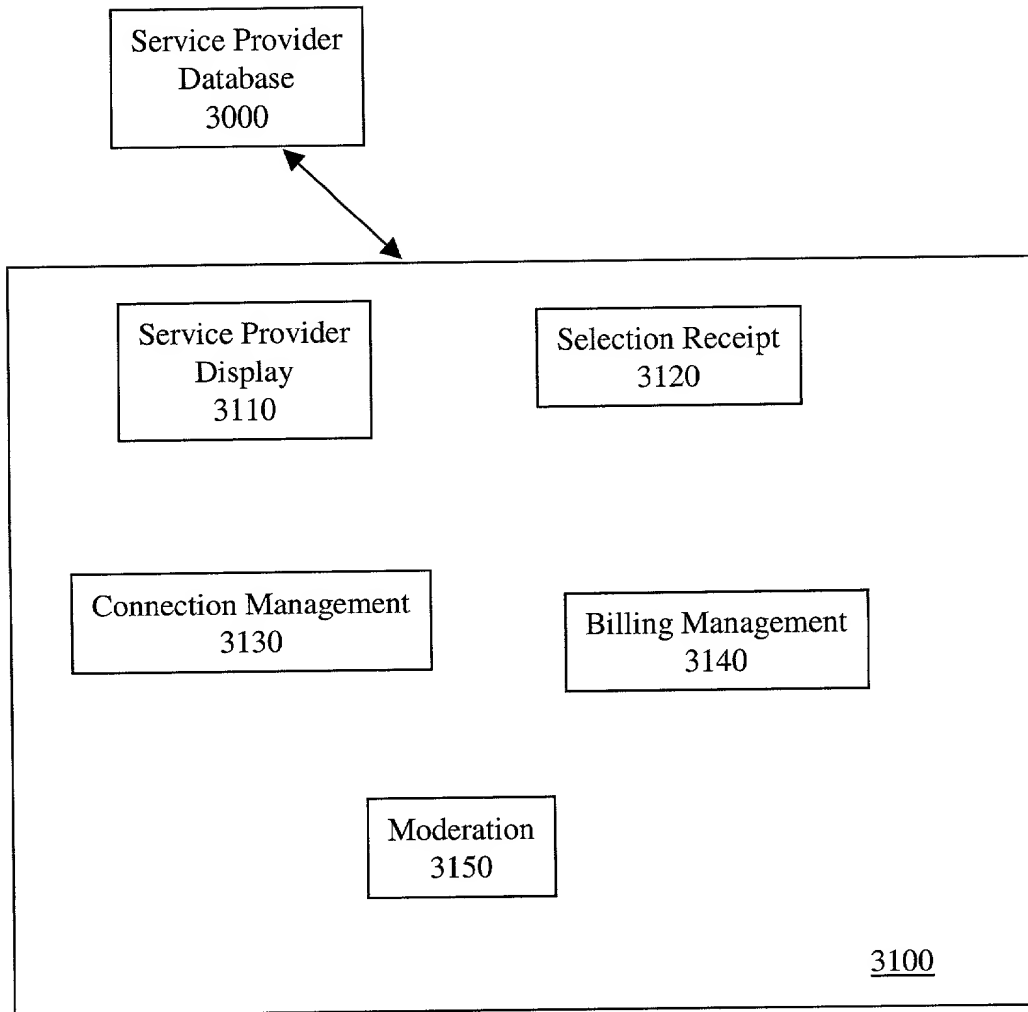 Service Provider
Database
3000
Service Provider
Display
3110
Selection Receipt
3120
Connection Management
3130
Billing Management
3140
Moderation
3150
3100